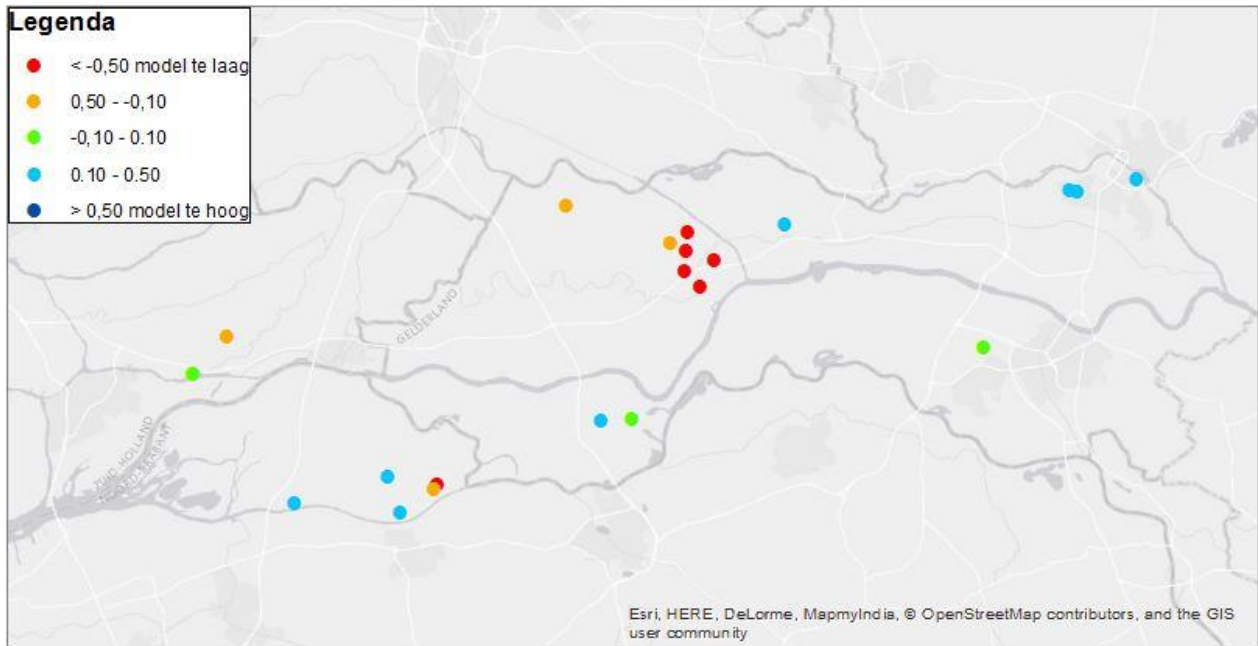 Legenda
< -0,50 model te laag
0,50 - -0,10
-0,10 - 0.10
0.10 - 0.50
> 0,50 model te hoog
GELDERLAND
ZUID HOLLAND
NOORD-BRABANT
Esri, HERE, DeLorme, MapmyIndia, © OpenStreetMap contributors, and the GIS
user community